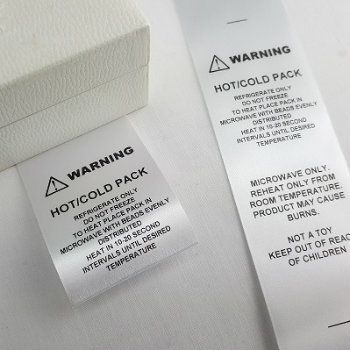 WARNING
HOT/COLD PACK
REFRIGERATE ONLY
DO NOT FREEZE
TO HEAT PLACE PACK IN
MICROWAVE WITH BEADS EVENLY
DISTRIBUTED
HEAT IN 10-20 SECOND
INTERVALS UNTIL DESIRED
TEMPERATURE
WARNING
HOT/COLD PACK
REFRIGERATE ONLY
DO NOT FREEZE
TO HEAT PLACE PACK IN
MICROWAVE WITH BEADS EVENLY
DISTRIBUTED
HEAT IN 10-20 SECOND
INTERVALS UNTIL DESIRED
TEMPERATURE
MICROWAVE ONLY.
REHEAT ONLY FROM
ROOM TEMPERATURE.
PRODUCT MAY CAUSE
BURNS.
NOT A TOY
KEEP OUT OF REACH
OF CHILDREN